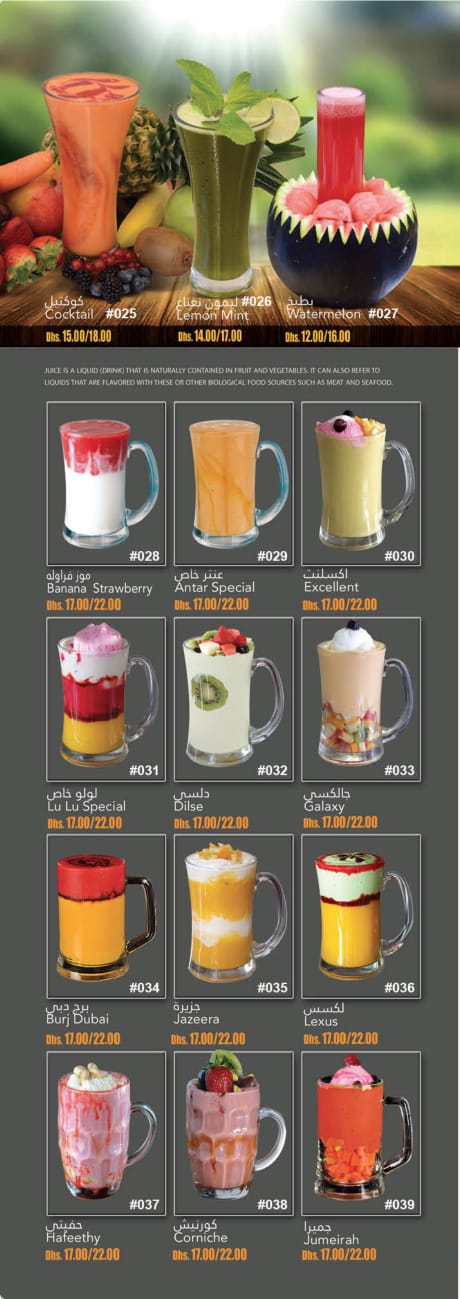 كوكتيل
Cocktail #025
Dhs. 15.00/18.00
ليمون نعناع #026
Lemon Mint
Dhs. 14.00/17.00
بطيخ
Watermelon #027
Dhs. 12.00/16.00
JUICE IS A LIQUID (DRINK) THAT IS NATURALLY CONTAINED IN FRUIT AND VEGETABLES. IT CAN ALSO REFER TO
LIQUIDS THAT ARE FLAVORED WITH THESE OR OTHER BIOLOGICAL FOOD SOURCES SUCH AS MEAT AND SEAFOOD.
#028
موز فراوله
Banana Strawberry
Dhs. 17.00/22.00
#029
عنتر خاص
Antar Special
Dhs. 17.00/22.00
#030
اكسلنت
Excellent
Dhs. 17.00/22.00
#031
لولو خاص
Lu Lu Special
Dhs. 17.00/22.00
#032
دلسي
Dilse
Dhs. 17.00/22.00
#033
جالكسي
Galaxy
Dhs. 17.00/22.00
#034
برج دبي
Burj Dubai
Dhs. 17.00/22.00
#035
جزيرة
Jazeera
Dhs. 17.00/22.00
#036
لكسس
Lexus
Dhs. 17.00/22.00
#037
حفيتي
Hafeethy
Dhs. 17.00/22.00
#038
كورنيش
Corniche
Dhs. 17.00/22.00
#039
جميرا
Jumeirah
Dhs. 17.00/22.00